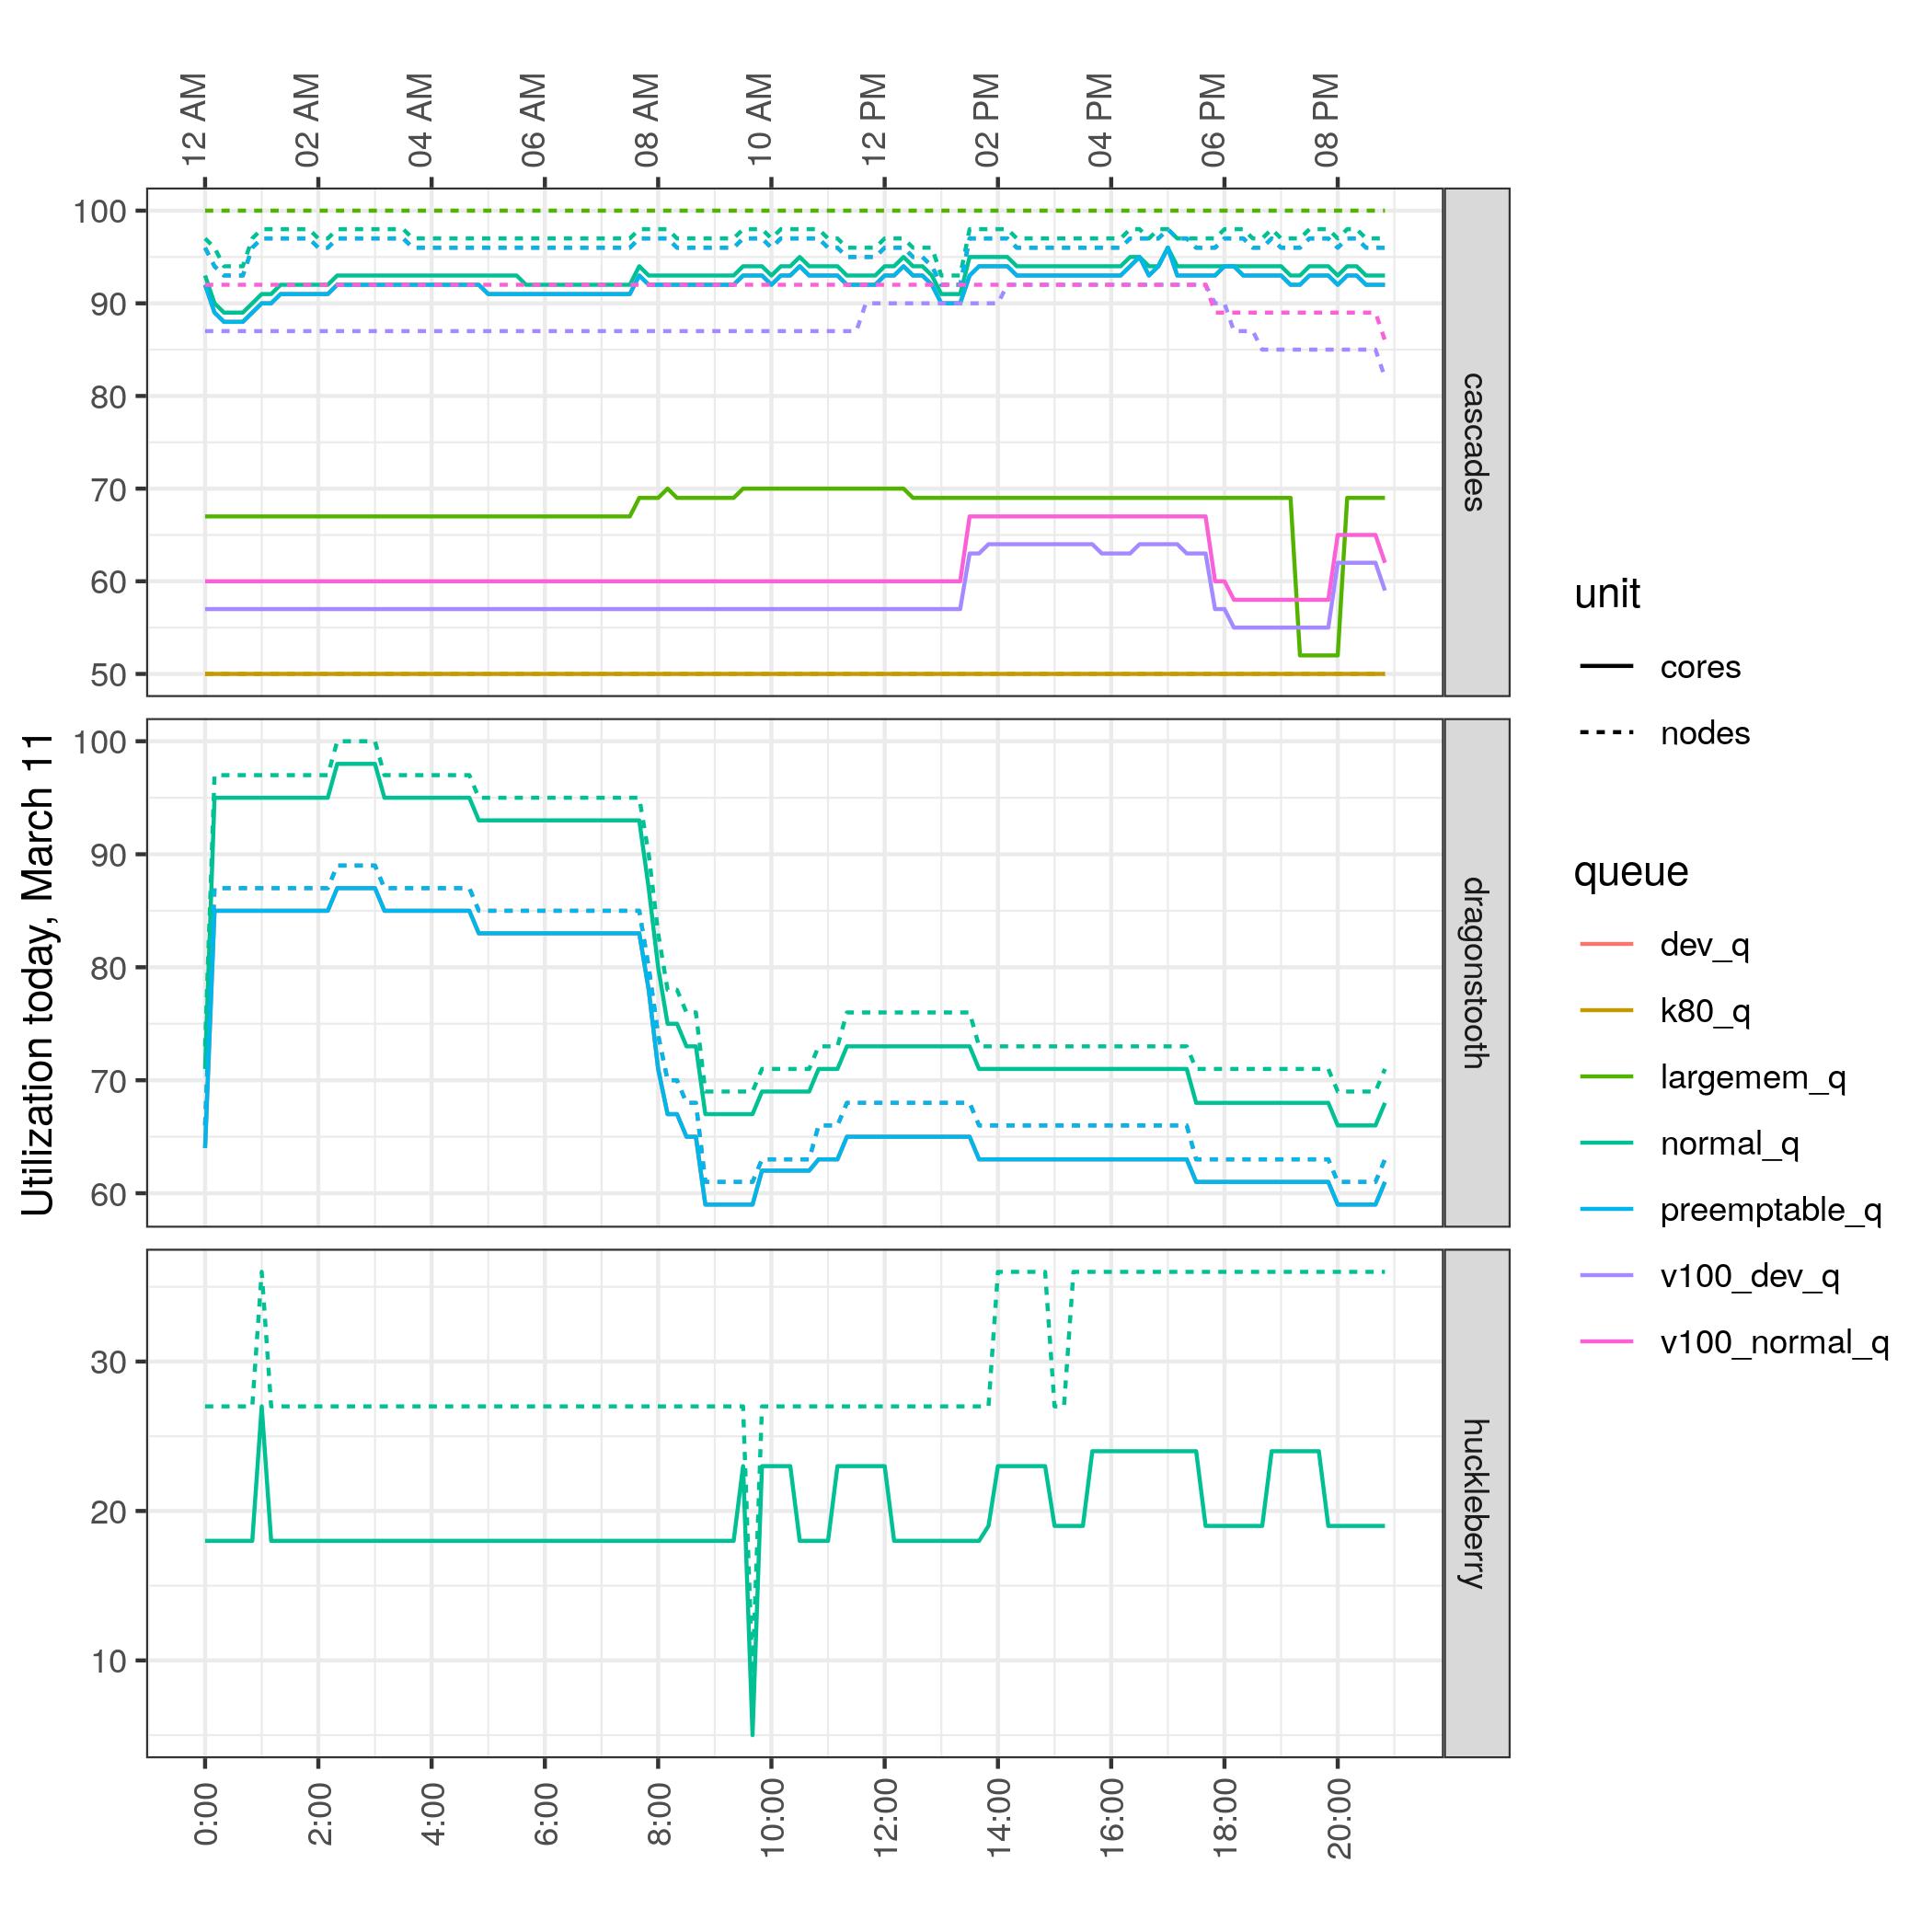 12 AM
02 AM
04 AM
06 AM
08 AM
10 AM
12 PM
02 PM
04 PM
06 PM
08 PM
Utilization today, March 11
100
90
80
70
60
50
cascades
100
90
80
70
60
dragonstooth
30
20
10
huckleberry
0:00
2:00
4:00
6:00
8:00
10:00
12:00
14:00
16:00
18:00
20:00
unit
cores
nodes
queue
dev_q
k80_q
largemem_q
normal_q
preemptable_q
v100_dev_q
v100_normal_q